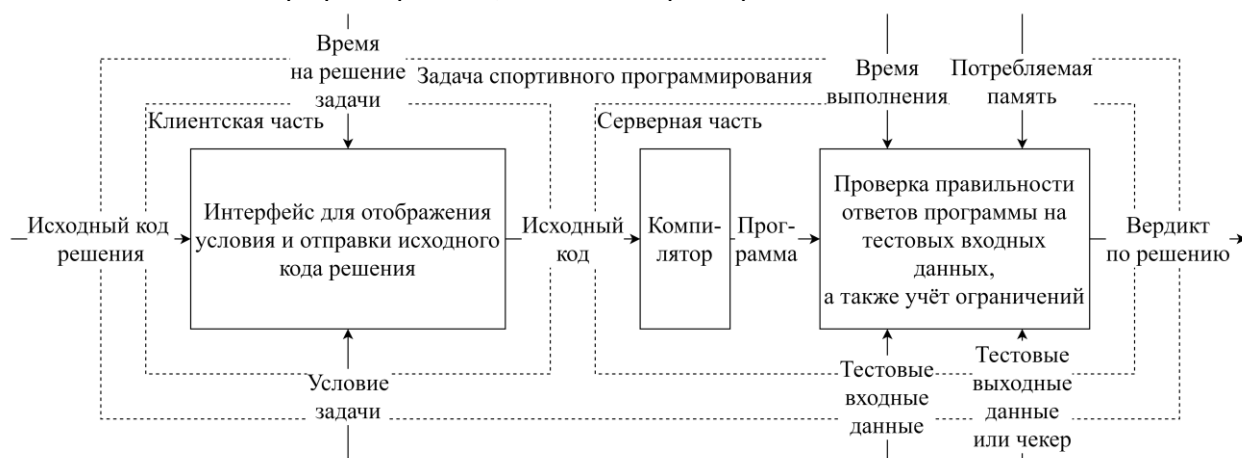 Время
на решение
задачи
Задача спортивного программирования
Время
выполнения
Потребляемая
память
Клиентская часть
Серверная часть
Исходный код
решения
Интерфейс для отображения
условия и отправки исходного
кода решения
Исходный
код
Компи-
лятор
Прог-
рамма
Проверка правильности
ответов программы на
тестовых входных
данных,
а также учёт ограничений
Вердикт
по решению
Условие
задачи
Тестовые
входные
данные
Тестовые
выходные
данные
или чекер